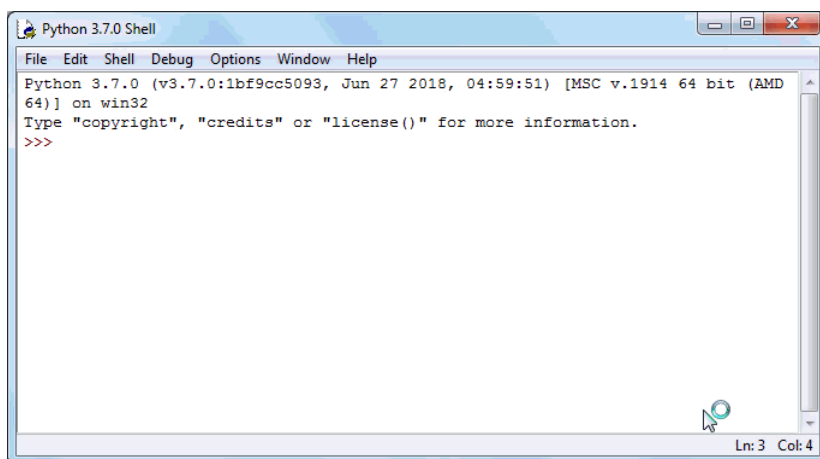 Python 3.7.0 Shell
File Edit Shell Debug Options Window Help
Python 3.7.0 (v3.7.0:1bf9cc5093, Jun 27 2018, 04:59:51) [MSC v.1914 64 bit (AMD
64)] on win32
Type "copyright", "credits" or "license()" for more information.
>>>
Ln: 3 Col: 4